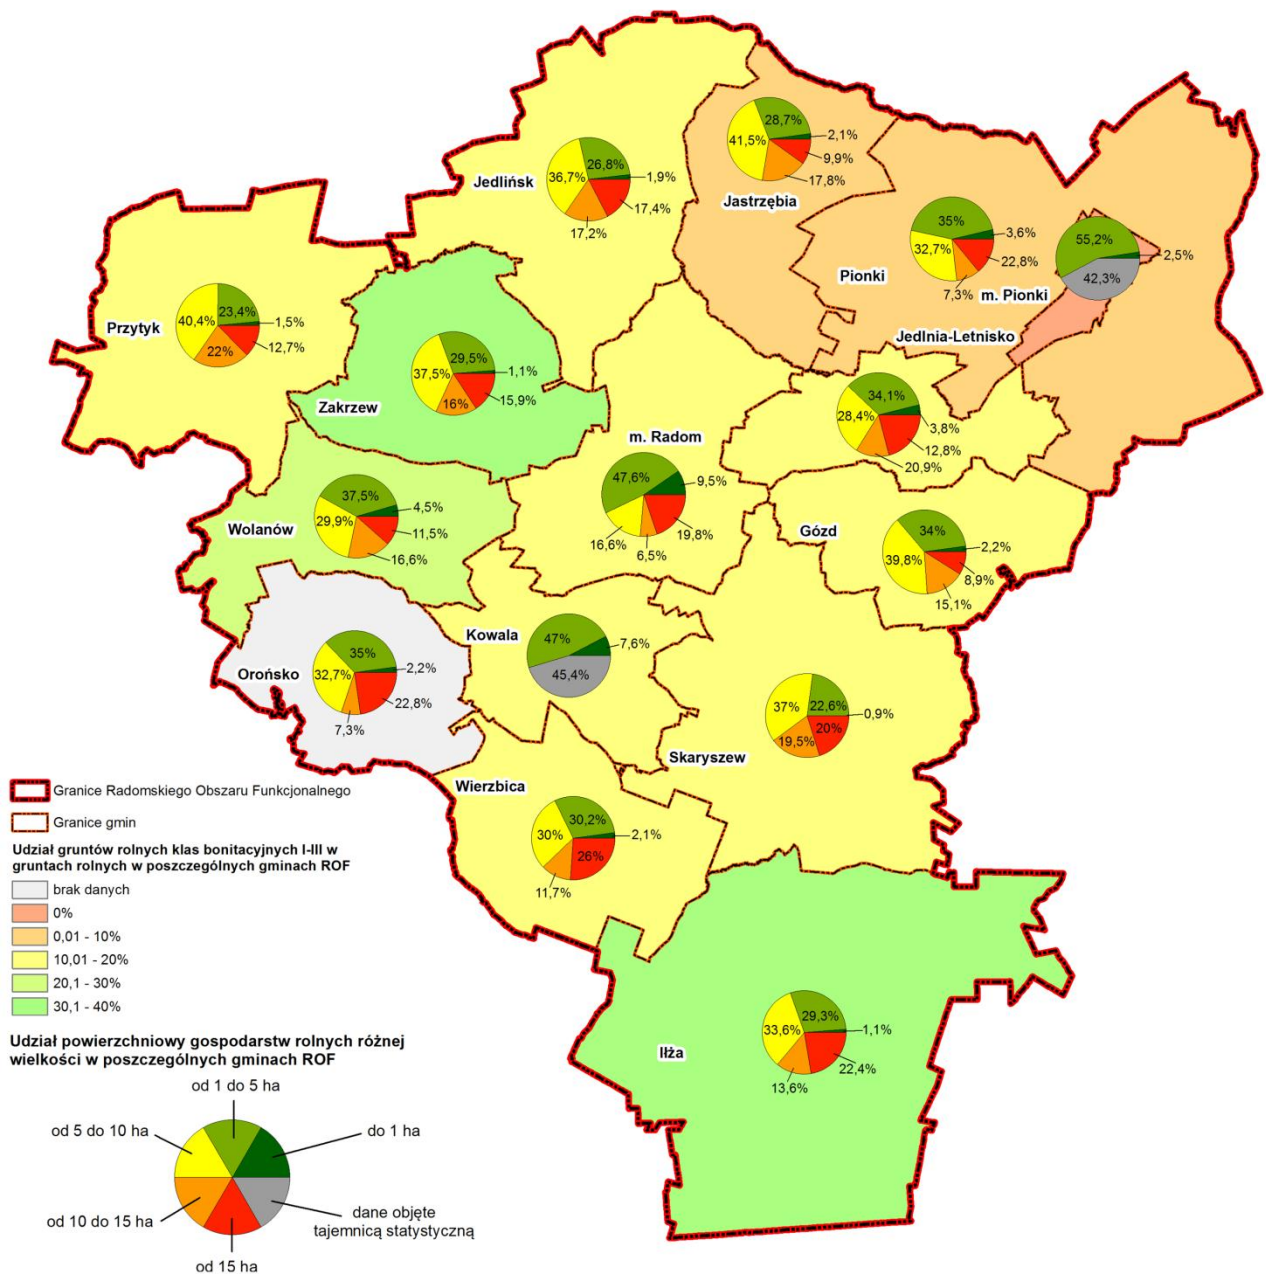 28,7%
2,1%
41,5%
9,9%
17,8%
Jastrzębia
26,8%
36,7%
1,9%
Jedlińsk
17,4%
17,2%
35%
3,6%
32,7%
22,8%
7,3%
Pionki
55,2%
2,5%
42,3%
m. Pionki
23,4%
40,4%
1,5%
Przytyk
12,7%
22%
Jedlnia-Letnisko
29,5%
37,5%
1,1%
15,9%
16%
Zakrzew
34,1%
28,4%
3,8%
12,8%
20,9%
m. Radom
47,6%
9,5%
16,6%
19,8%
6,5%
37,5%
4,5%
29,9%
11,5%
16,6%
Wolanów
Gózd
34%
2,2%
39,8%
8,9%
15,1%
Kowala
47%
7,6%
45,4%
Orońsko
35%
2,2%
32,7%
22,8%
7,3%
37%
22,6%
0,9%
19,5%
20%
Skaryszew
Wierzbica
30,2%
2,1%
30%
26%
11,7%
29,3%
33,6%
1,1%
22,4%
13,6%
Iłża
Granice Radomskiego Obszaru Funkcjonalnego
Granice gmin
Udział gruntów rolnych klas bonitacyjnych I-III w
gruntach rolnych w poszczególnych gminach ROF
brak danych
0%
0,01 - 10%
10,01 - 20%
20,1 - 30%
30,1 - 40%
Udział powierzchniowy gospodarstw rolnych różnej
wielkości w poszczególnych gminach ROF
od 1 do 5 ha
od 5 do 10 ha
do 1 ha
od 10 do 15 ha
dane objęte
tajemnicą statystyczną
od 15 ha